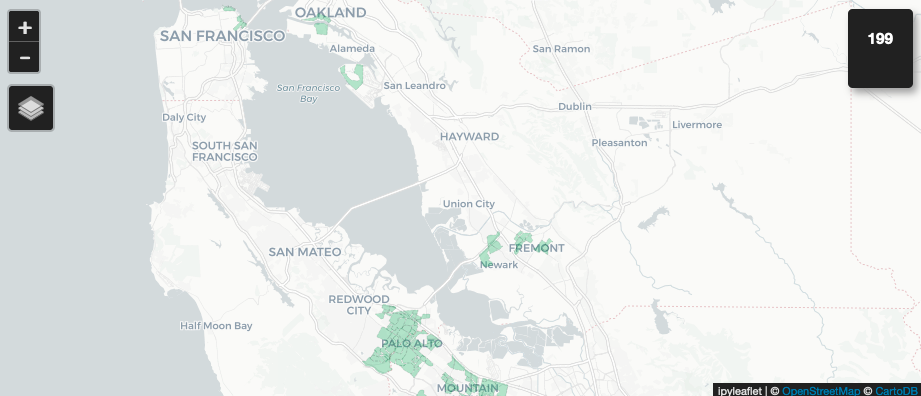 +
−
199
OAKLAND
SAN FRANCISCO
Alameda
San Ramon
San Francisco
Bay
San Leandro
Dublin
Daly City
Livermore
HAYWARD
Pleasanton
SOUTH SAN
FRANCISCO
Union City
SAN MATEO
FREMONT
Newark
REDWOOD
CITY
Half Moon Bay
PALO ALTO
MOUNTAIN
ipyleaflet | © OpenStreetMap © CartoDB